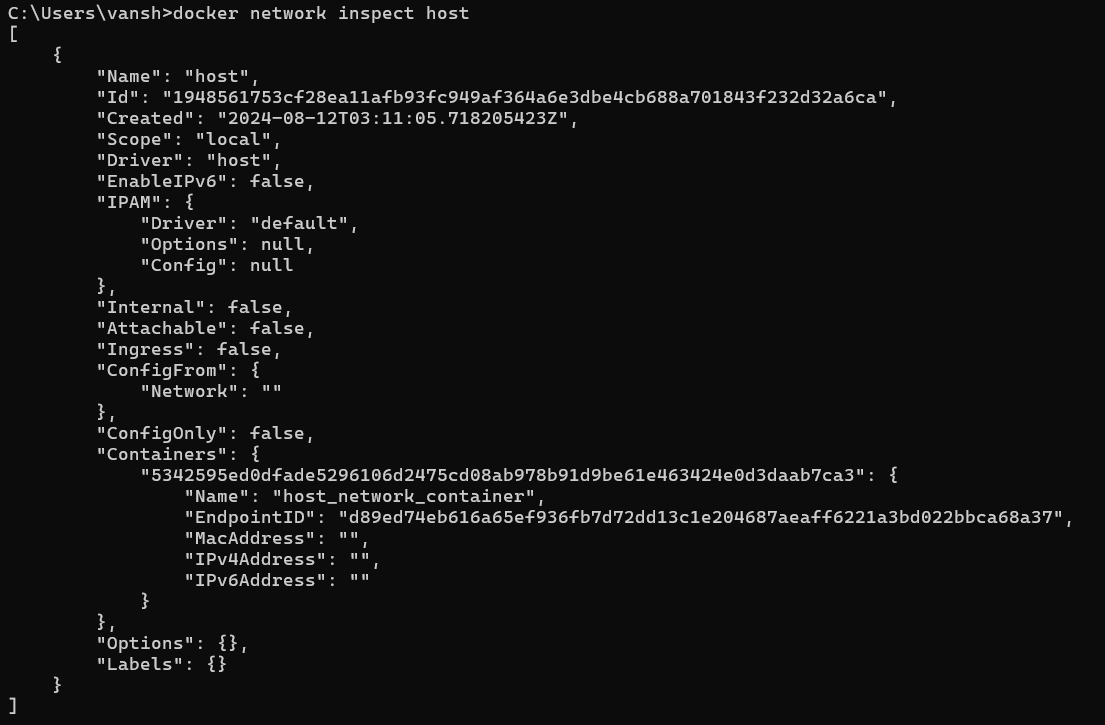 C:\Users\vansh>docker network inspect host
[
    {
        "Name": "host",
        "Id": "1948561753cf28ea11afb93fc949af364a6e3dbe4cb688a701843f232d32a6ca",
        "Created": "2024-08-12T03:11:05.718205423Z",
        "Scope": "local",
        "Driver": "host",
        "EnableIPv6": false,
        "IPAM": {
            "Driver": "default",
            "Options": null,
            "Config": null
        },
        "Internal": false,
        "Attachable": false,
        "Ingress": false,
        "ConfigFrom": {
            "Network": ""
        },
        "ConfigOnly": false,
        "Containers": {
            "5342595ed0dfade5296106d2475cd08ab978b91d9be61e463424e0d3daab7ca3": {
                "Name": "host_network_container",
                "EndpointID": "d89ed74eb616a65ef936fb7d72dd13c1e204687aeaff6221a3bd022bbca68a37",
                "MacAddress": "",
                "IPv4Address": "",
                "IPv6Address": ""
            }
        },
        "Options": {},
        "Labels": {}
    }
]